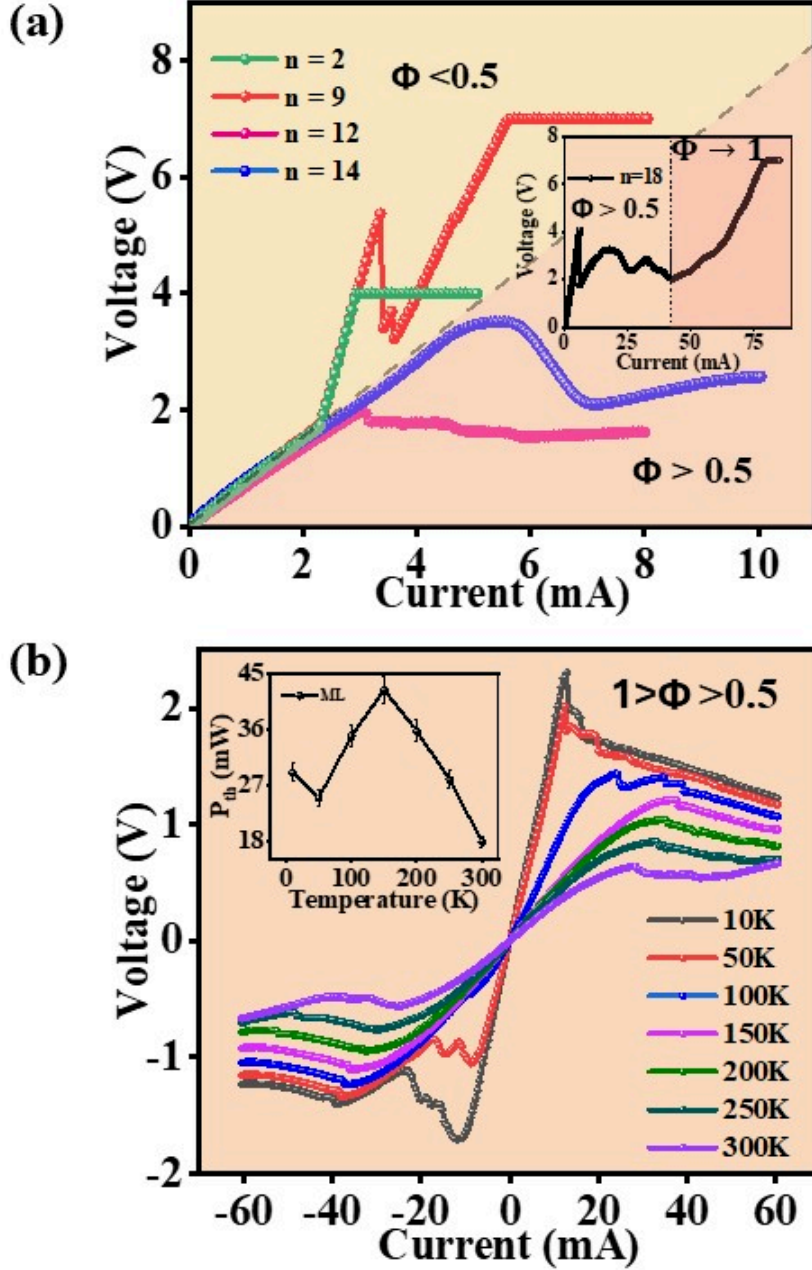 (a)
n = 2
n = 9
n = 12
n = 14
Φ <0.5
Φ > 0.5
Voltage (V)
8
6
4
2
0
0 2 4 6 8 10
Current (mA)
n=18
Φ > 0.5
Φ → 1
Voltage (V)
8
6
4
2
0
0 25 50 75
Current (mA)
(b)
1>Φ >0.5
Voltage (V)
2
1
0
-1
-2
-60 -40 -20 0 20 40 60
Current (mA)
ML
P_th (mW)
45
36
27
18
0 100 200 300
Temperature (K)
10K
50K
100K
150K
200K
250K
300K